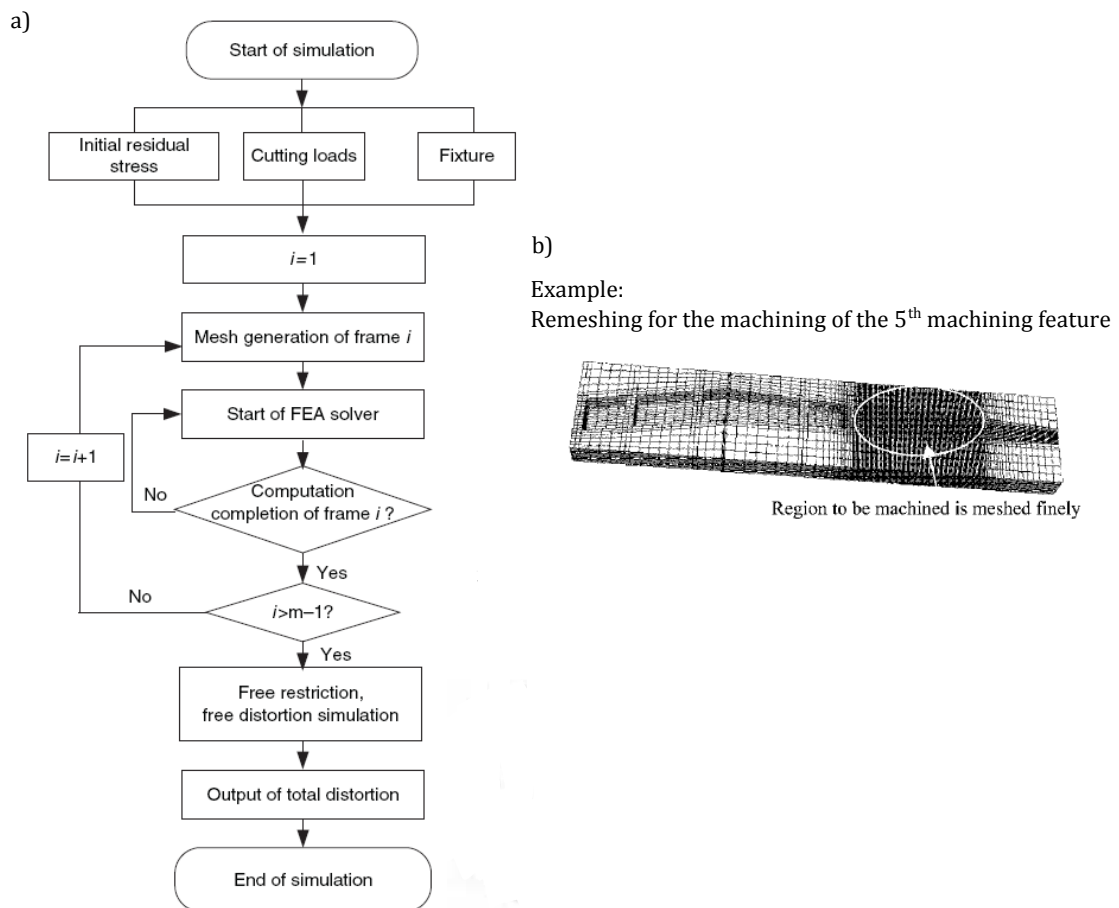 a)
Start of simulation
Initial residual
stress
Cutting loads
Fixture
i=1
Mesh generation of frame i
Start of FEA solver
i=i+1
No
Computation
completion of frame i ?
Yes
No
i>m–1?
Yes
Free restriction,
free distortion simulation
Output of total distortion
End of simulation
b)
Example:
Remeshing for the machining of the 5th machining feature
Region to be machined is meshed finely